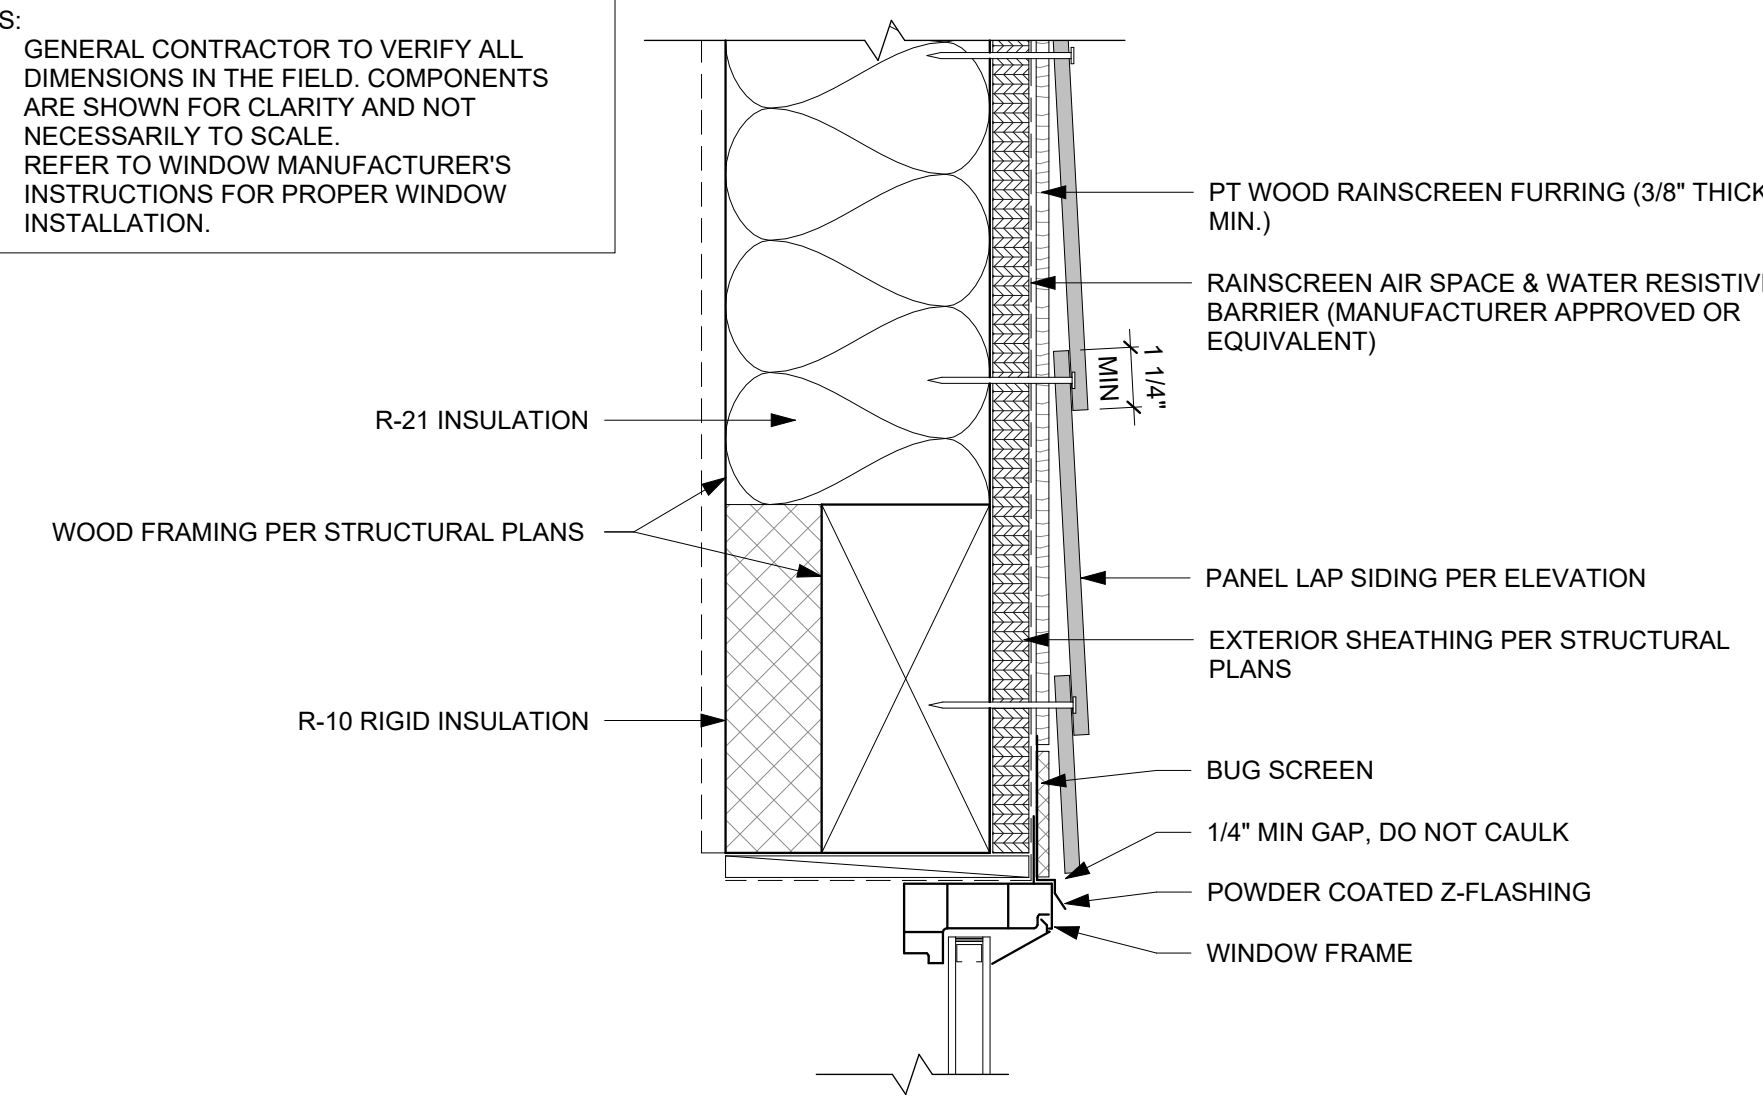 S:
GENERAL CONTRACTOR TO VERIFY ALL
DIMENSIONS IN THE FIELD. COMPONENTS
ARE SHOWN FOR CLARITY AND NOT
NECESSARILY TO SCALE.
REFER TO WINDOW MANUFACTURER'S
INSTRUCTIONS FOR PROPER WINDOW
INSTALLATION.
PT WOOD RAINSCREEN FURRING (3/8" THICK
MIN.)
RAINSCREEN AIR SPACE & WATER RESISTIV
BARRIER (MANUFACTURER APPROVED OR
EQUIVALENT)
1 1/4"
MIN
R-21 INSULATION
WOOD FRAMING PER STRUCTURAL PLANS
PANEL LAP SIDING PER ELEVATION
EXTERIOR SHEATHING PER STRUCTURAL
PLANS
R-10 RIGID INSULATION
BUG SCREEN
1/4" MIN GAP, DO NOT CAULK
POWDER COATED Z-FLASHING
WINDOW FRAME